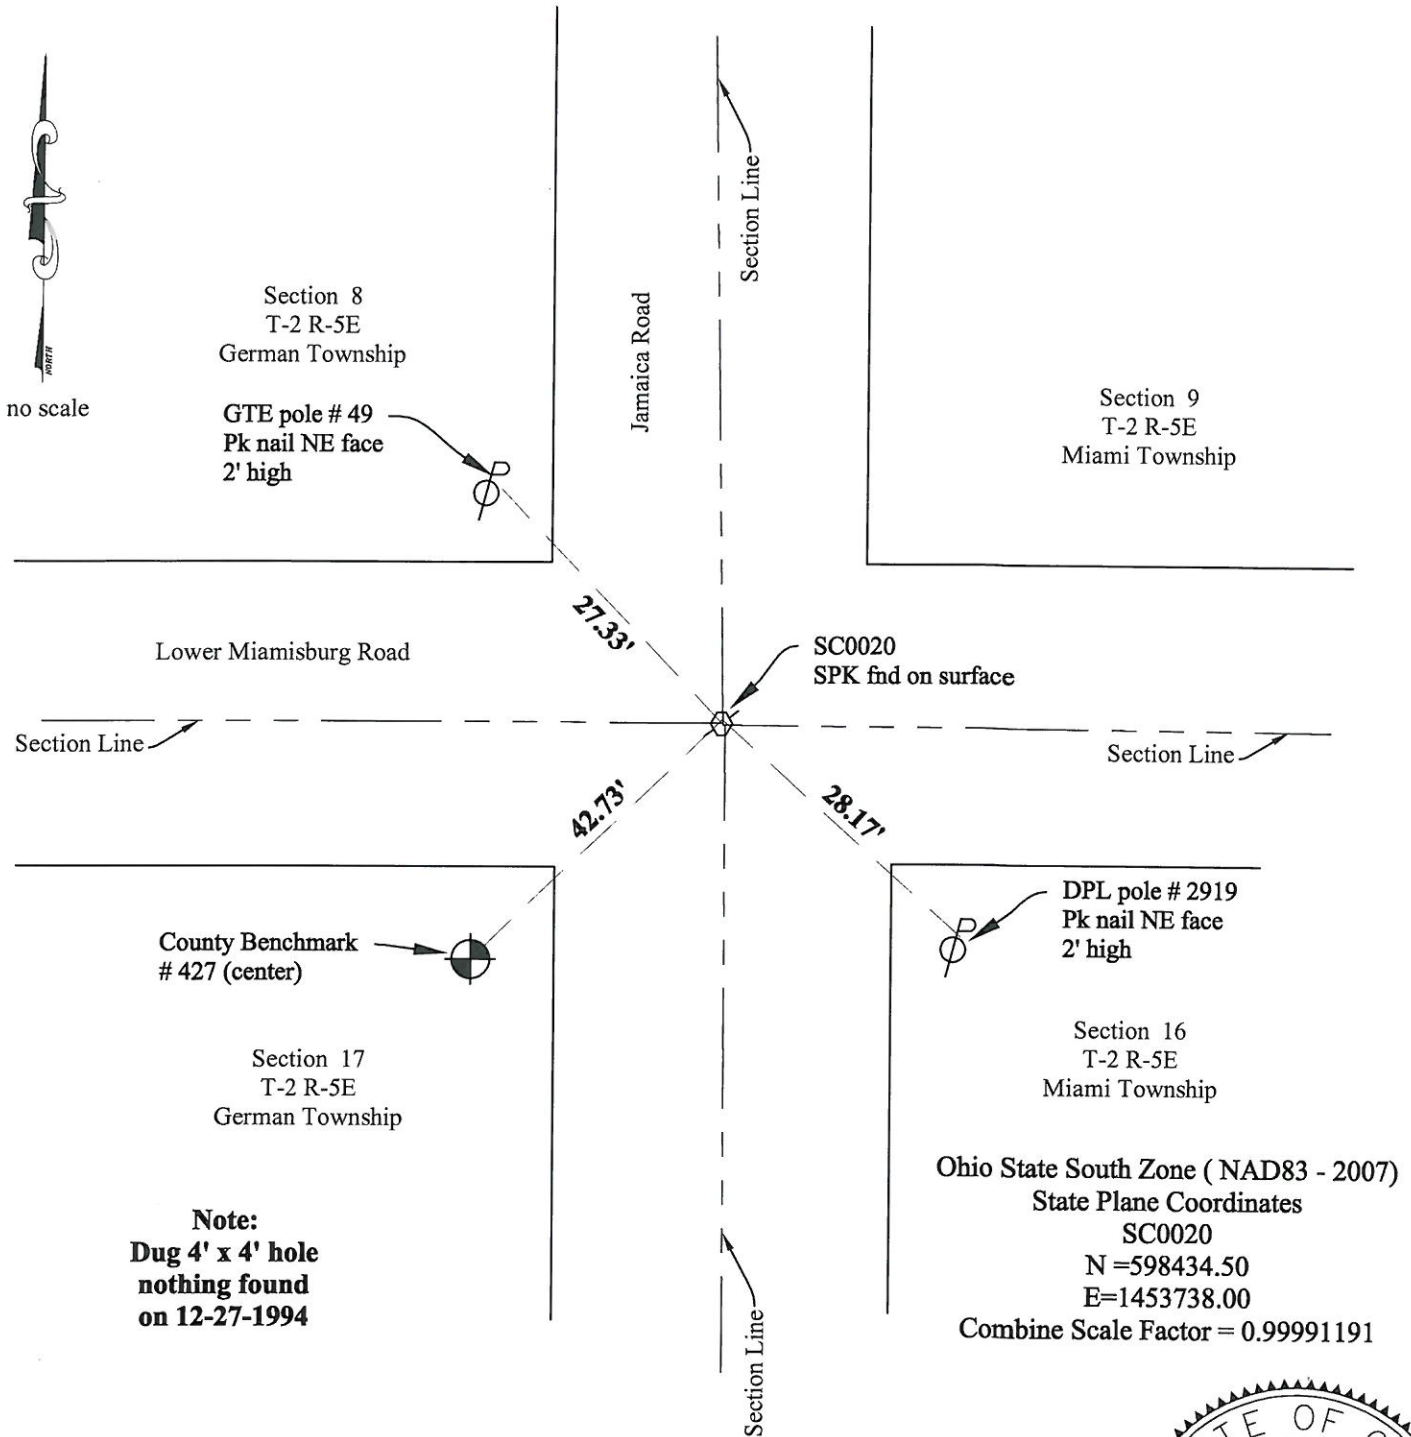 Section Line
Jamaica Road
NORTH
no scale
Section 8
T-2 R-5E
German Township
GTE pole # 49
Pk nail NE face
2' high
Section 9
T-2 R-5E
Miami Township
27.33'
Lower Miamisburg Road
SC0020
SPK fnd on surface
Section Line
Section Line
42.73'
28.17'
County Benchmark
# 427 (center)
DPL pole # 2919
Pk nail NE face
2' high
Section 17
T-2 R-5E
German Township
Section 16
T-2 R-5E
Miami Township
Note:
Dug 4' x 4' hole
nothing found
on 12-27-1994
Section Line
Ohio State South Zone ( NAD83 - 2007)
State Plane Coordinates
SC0020
N =598434.50
E=1453738.00
Combine Scale Factor = 0.99991191
OF